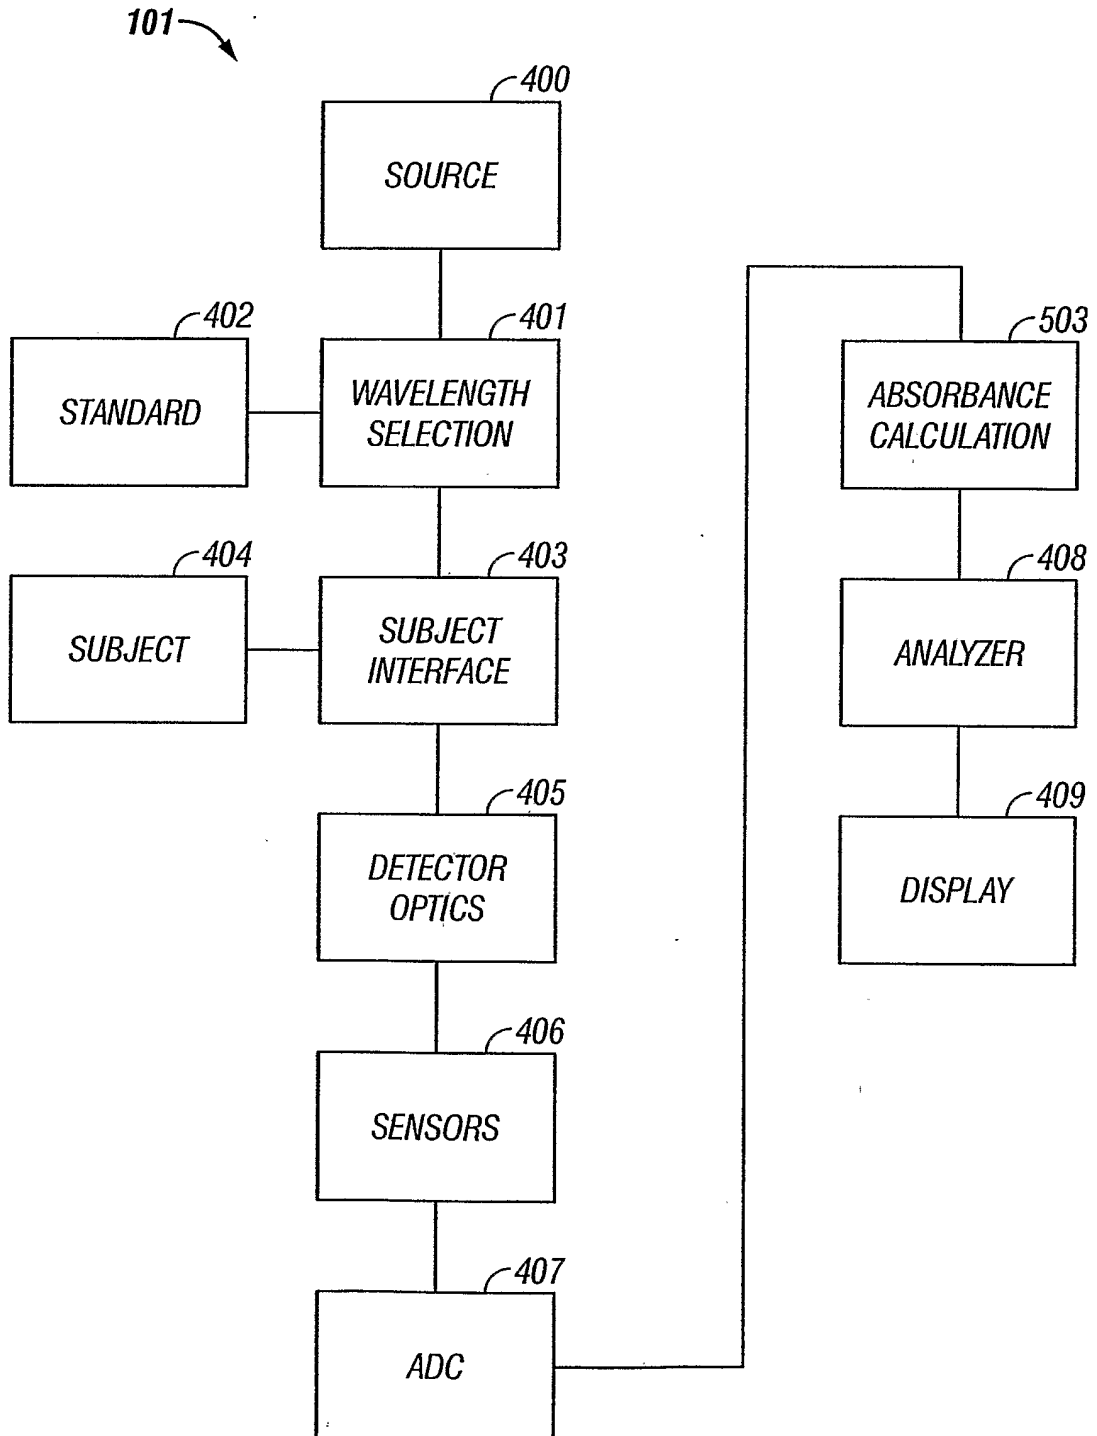 101
400
SOURCE
402
STANDARD
401
WAVELENGTH
SELECTION
404
SUBJECT
403
SUBJECT
INTERFACE
405
DETECTOR
OPTICS
406
SENSORS
407
ADC
503
ABSORBANCE
CALCULATION
408
ANALYZER
409
DISPLAY